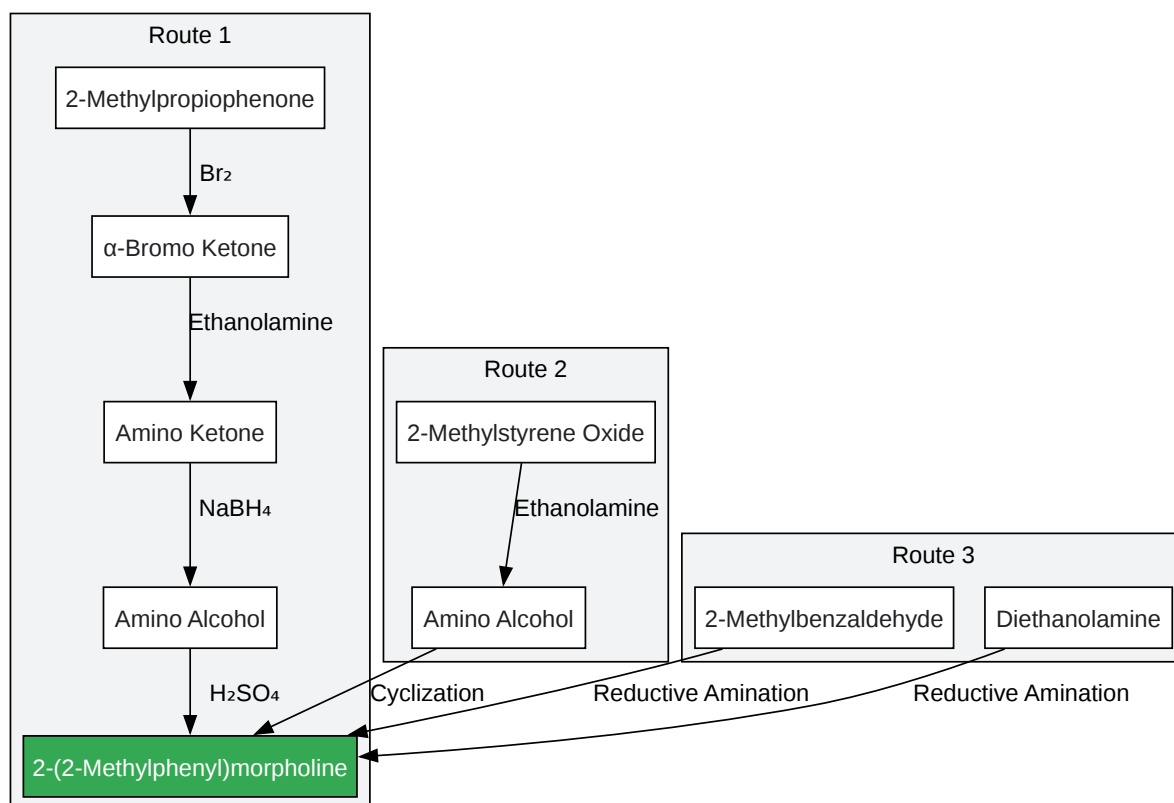 Route 1
2-Methylpropiophenone
Br₂
α-Bromo Ketone
Ethanolamine
Amino Ketone
NaBH₄
Amino Alcohol
H₂SO₄
Route 2
2-Methylstyrene Oxide
Ethanolamine
Amino Alcohol
Cyclization
Route 3
2-Methylbenzaldehyde
Diethanolamine
Reductive Amination
Reductive Amination
2-(2-Methylphenyl)morpholine